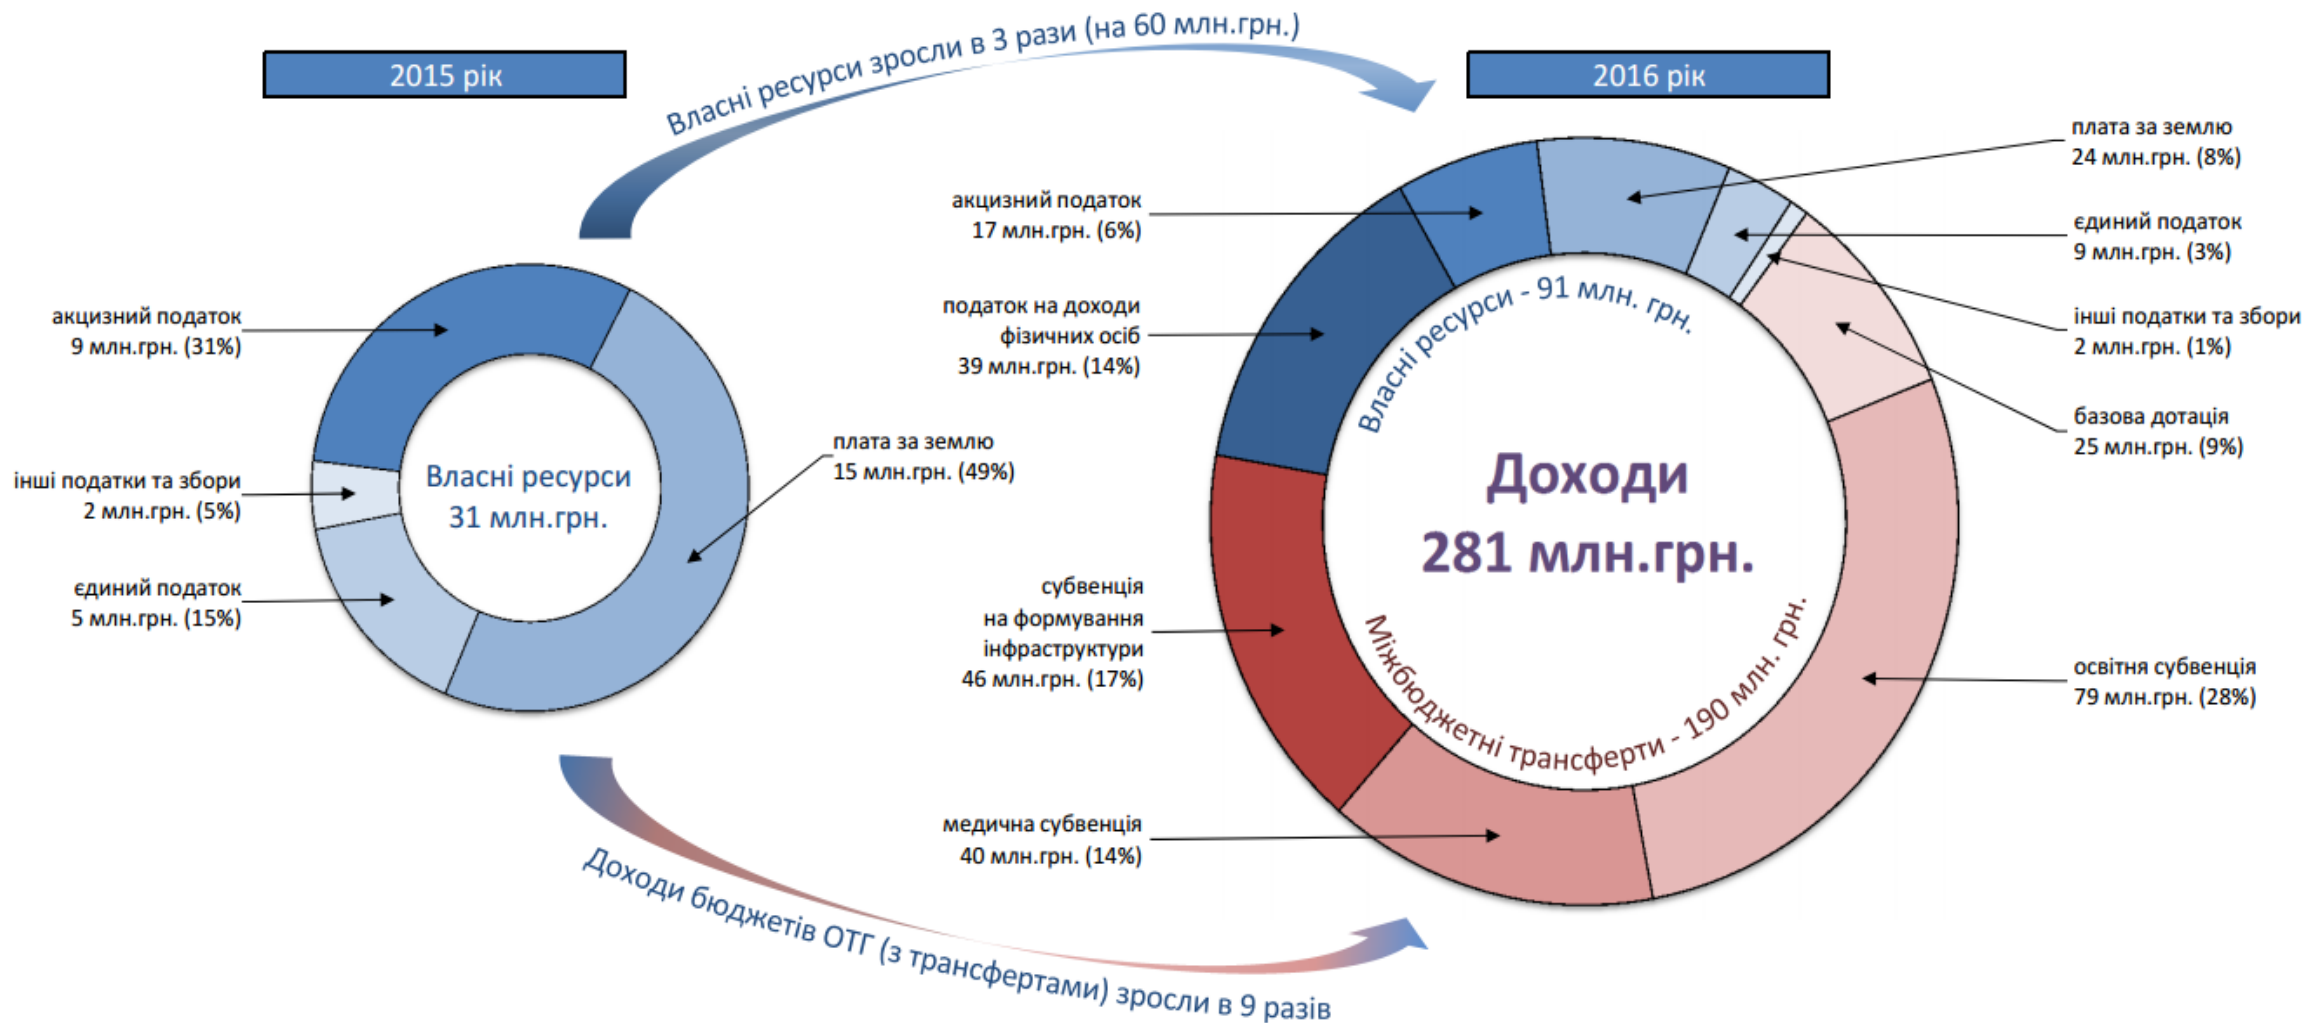 Власні ресурси зросли в 3 рази (на 60 млн.грн.)
2015 рік
2016 рік
акцизний податок
9 млн.грн. (31%)
інші податки та збори
2 млн.грн. (5%)
єдиний податок
5 млн.грн. (15%)
Власні ресурси
31 млн.грн.
плата за землю
15 млн.грн. (49%)
акцизний податок
17 млн.грн. (6%)
податок на доходи
фізичних осіб
39 млн.грн. (14%)
субвенція
на формування
інфраструктури
46 млн.грн. (17%)
медична субвенція
40 млн.грн. (14%)
Власні ресурси - 91 млн. грн.
Доходи
281 млн.грн.
Міжбюджетні трансферти - 190 млн. грн.
плата за землю
24 млн.грн. (8%)
єдиний податок
9 млн.грн. (3%)
інші податки та збори
2 млн.грн. (1%)
базова дотація
25 млн.грн. (9%)
освітня субвенція
79 млн.грн. (28%)
Доходи бюджетів ОТГ (з трансфертами) зросли в 9 разів